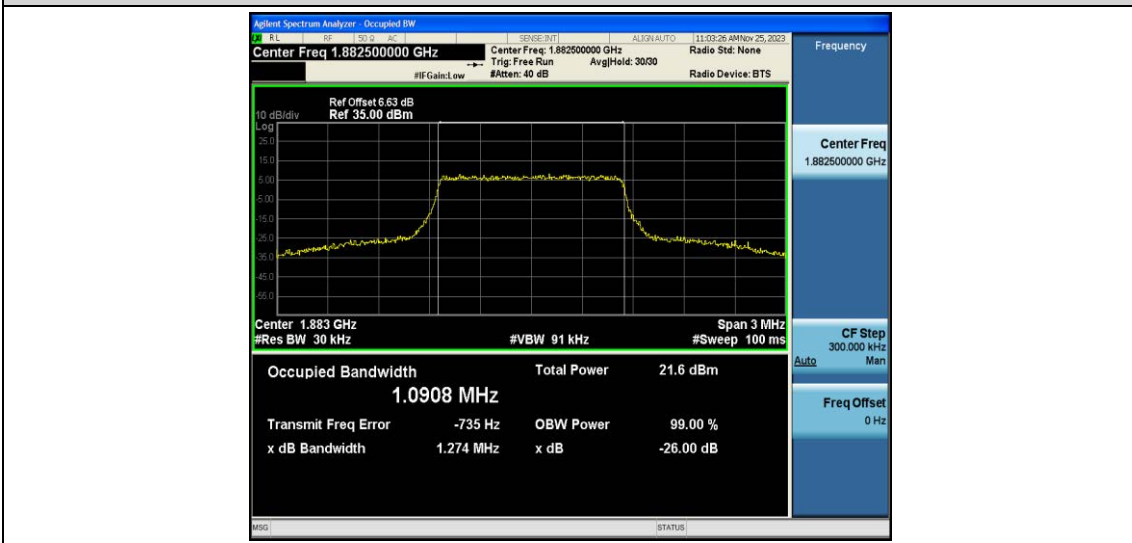 Agilent Spectrum Analyzer - Occupied BW
RL RF 50 Ω AC SENSE:INT ALIGN AUTO 11:03:26 AM Nov 25, 2023
Center Freq 1.882500000 GHz Center Freq: 1.882500000 GHz Radio Std: None
Trig: Free Run Avg|Hold: 30/30
#IFGain:Low #Atten: 40 dB Radio Device: BTS
Frequency
Ref Offset 6.63 dB
10 dB/div Ref 35.00 dBm
Log
25.0
15.0
5.00
-5.00
-15.0
-25.0
-35.0
-45.0
-55.0
Center 1.883 GHz Span 3 MHz
#Res BW 30 kHz #VBW 91 kHz #Sweep 100 ms
Occupied Bandwidth Total Power 21.6 dBm
1.0908 MHz
Transmit Freq Error -735 Hz OBW Power 99.00 %
x dB Bandwidth 1.274 MHz x dB -26.00 dB
Center Freq
1.882500000 GHz
CF Step
300.000 kHz
Auto Man
Freq Offset
0 Hz
MSG STATUS